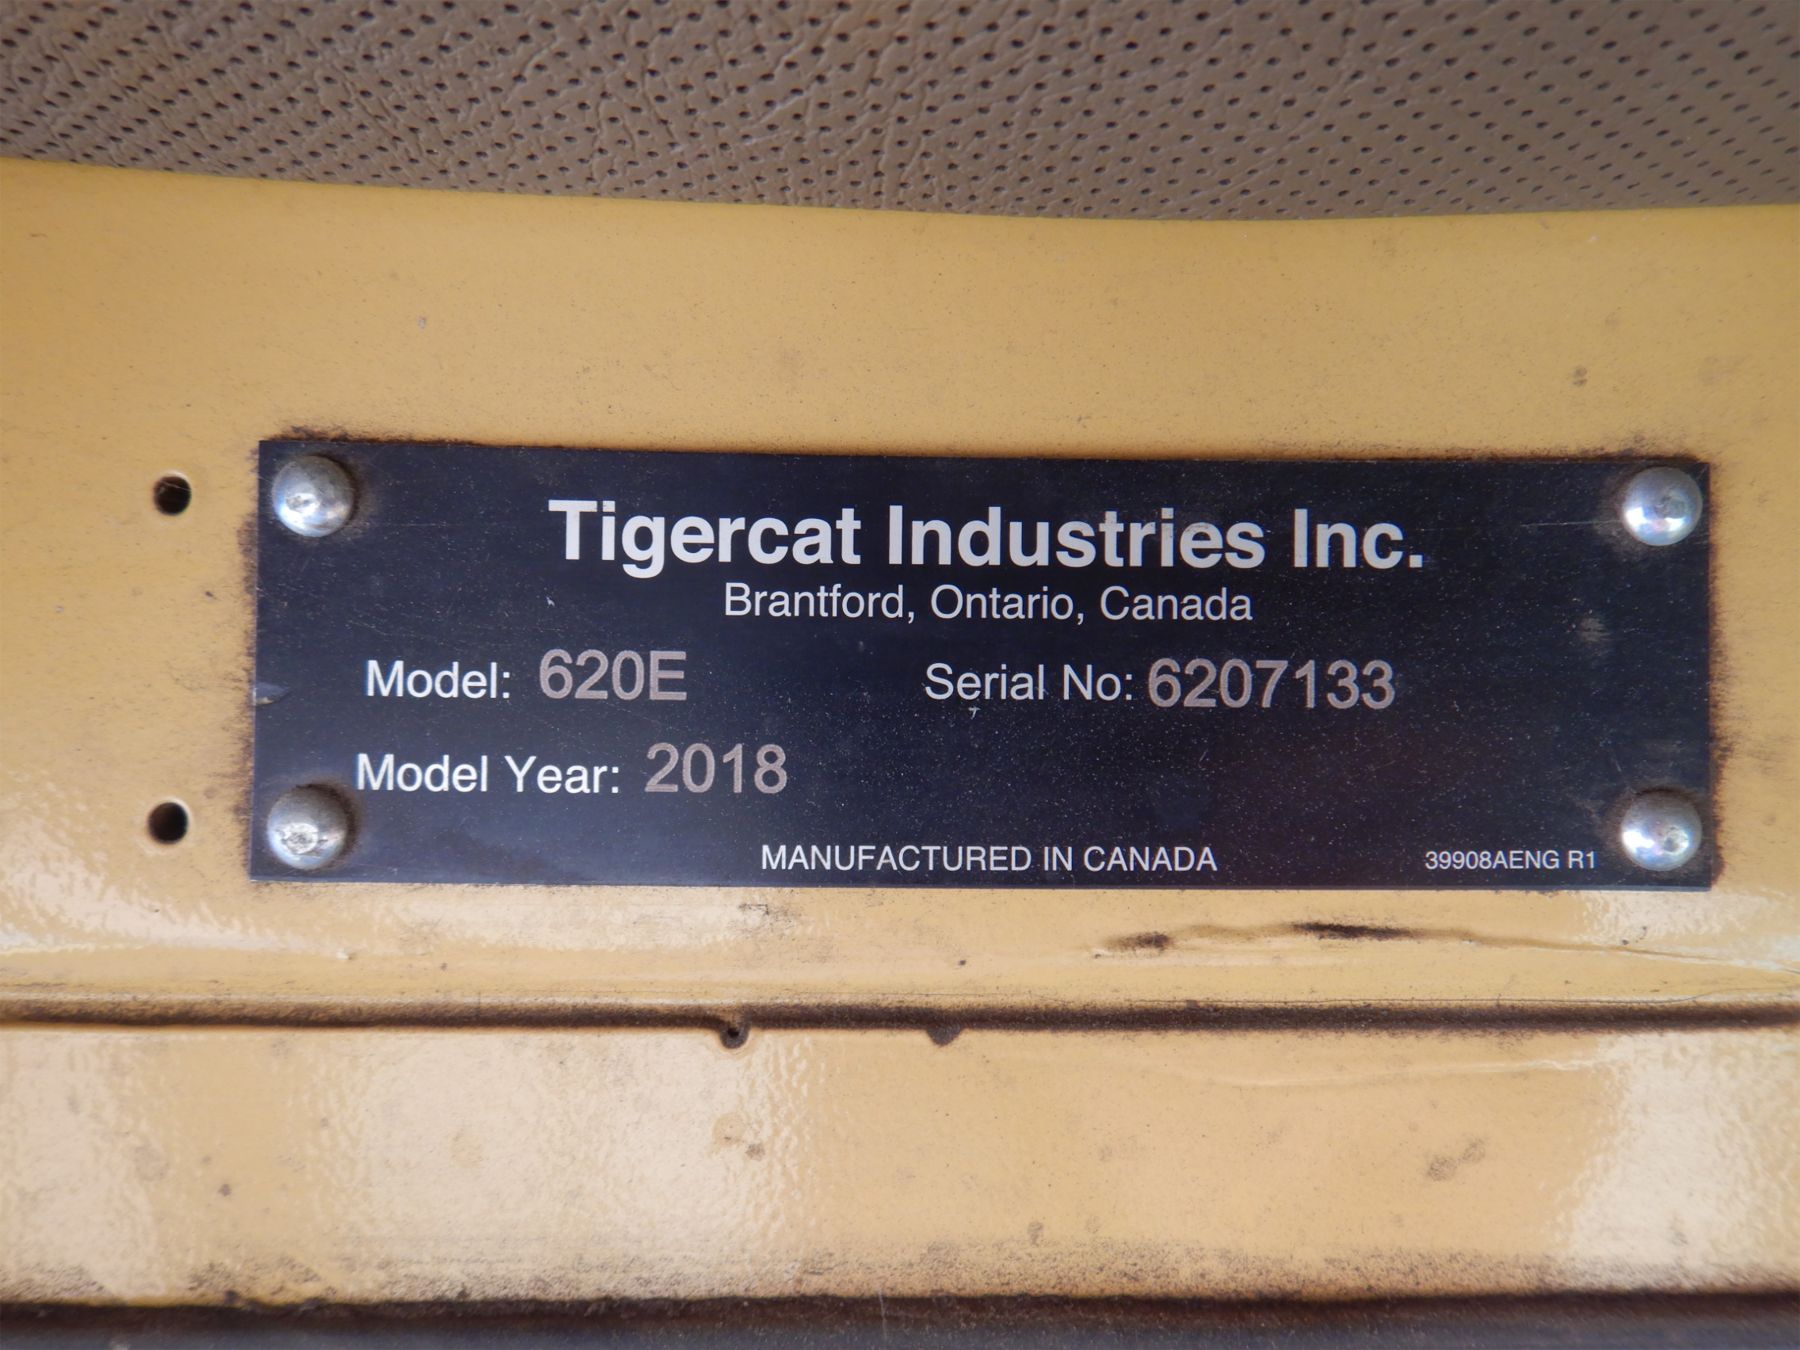 Tigercat Industries Inc.
Brantford, Ontario, Canada
Model: 620E Serial No: 6207133
Model Year: 2018
MANUFACTURED IN CANADA 39908AENG R1